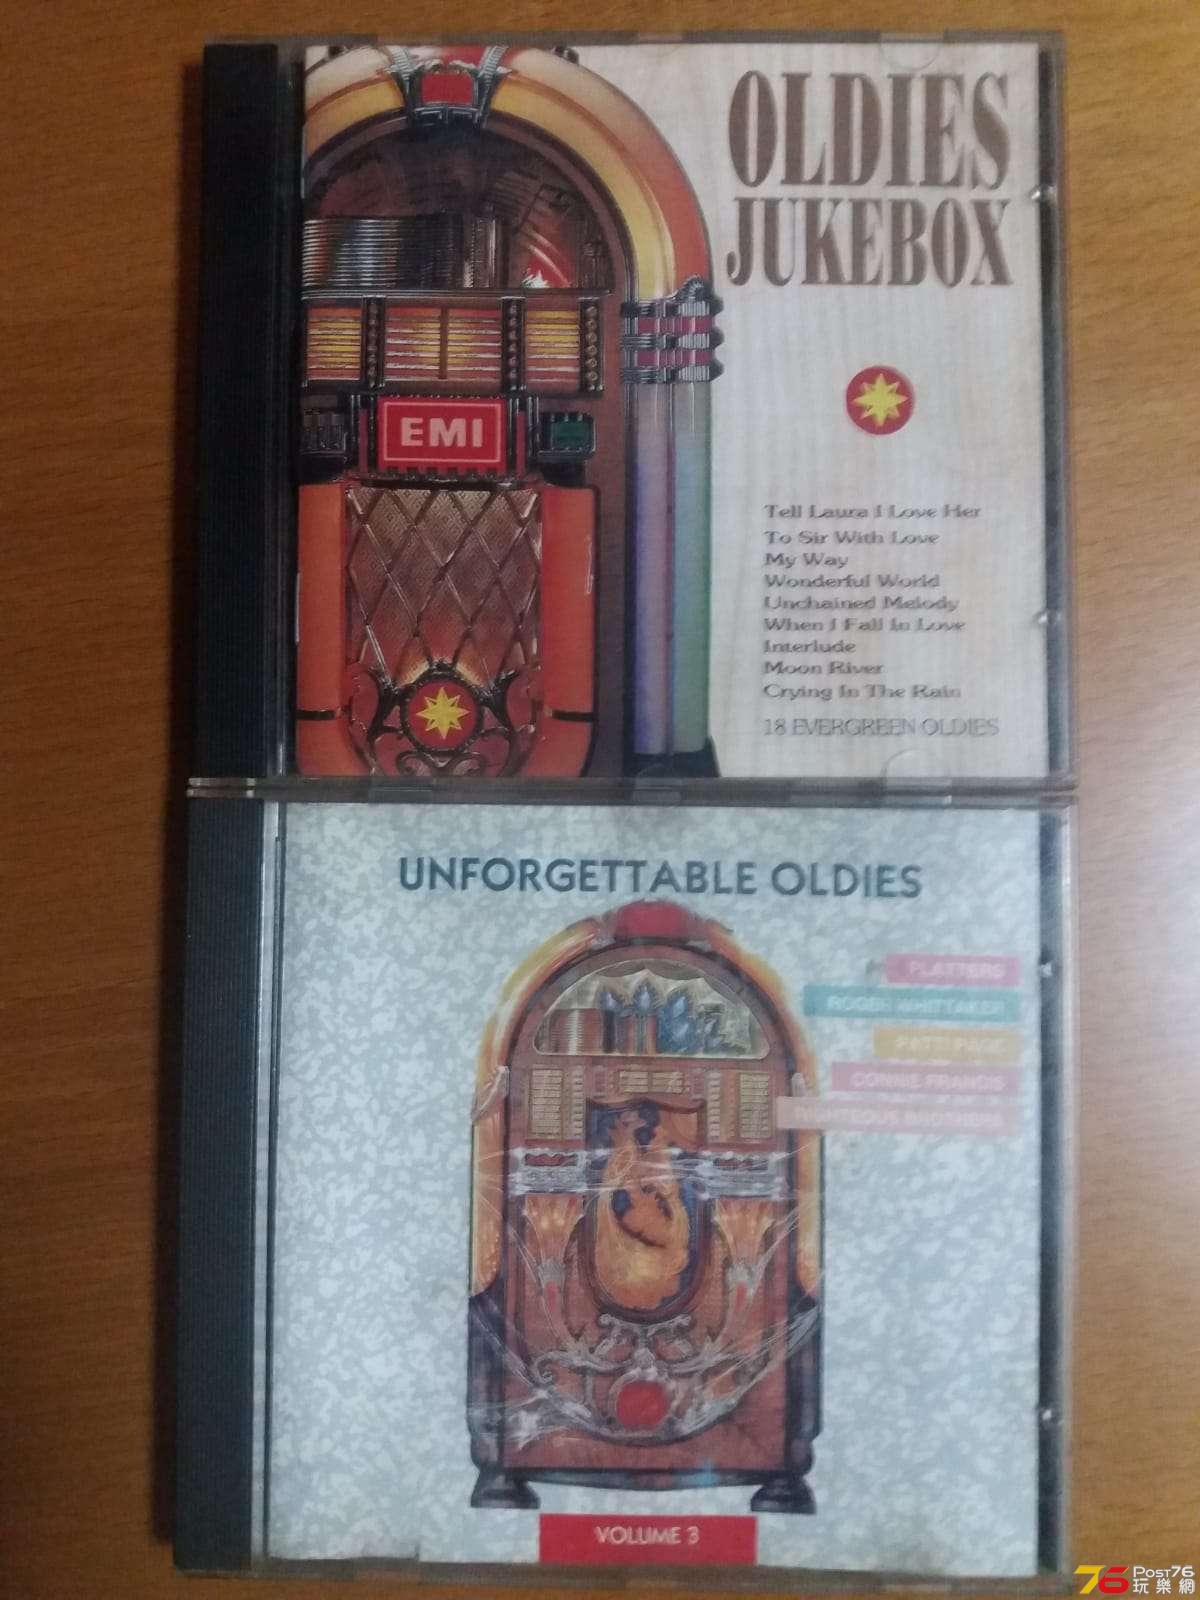 OLDIES
JUKEBOX
EMI
Tell Laura I Love Her
To Sir With Love
My Way
Wonderful World
Unchained Melody
When I Fall In Love
Interlude
Moon River
Crying In The Rain
18 EVERGREEN OLDIES
UNFORGETTABLE OLDIES
PLATTERS
ROGER WHITTAKER
PATTI PAGE
CONNIE FRANCIS
RIGHTEOUS BROTHERS
VOLUME 3
76 Post76
玩樂網